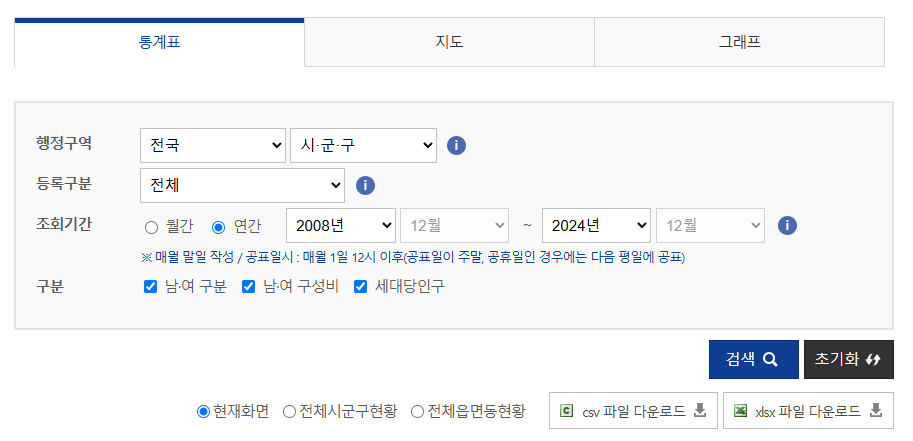 통계표 지도 그래프
행정구역 전국 시·군·구 i
등록구분 전체 i
조회기간 월간 연간 2008년 12월 ~ 2024년 12월 i
※ 매월 말일 작성 / 공표일시 : 매월 1일 12시 이후(공표일이 주말, 공휴일인 경우에는 다음 평일에 공표)
구분 남·여 구분 남·여 구성비 세대당인구
검색 초기화
현재화면 전체시군구현황 전체읍면동현황 csv 파일 다운로드 xlsx 파일 다운로드